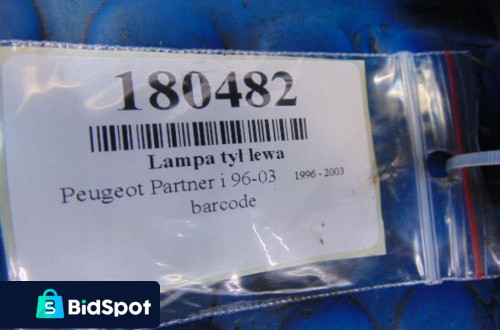 180482
Lampa tył lewa
Peugeot Partner i 96-03 1996 - 2003
barcode
S BidSpot